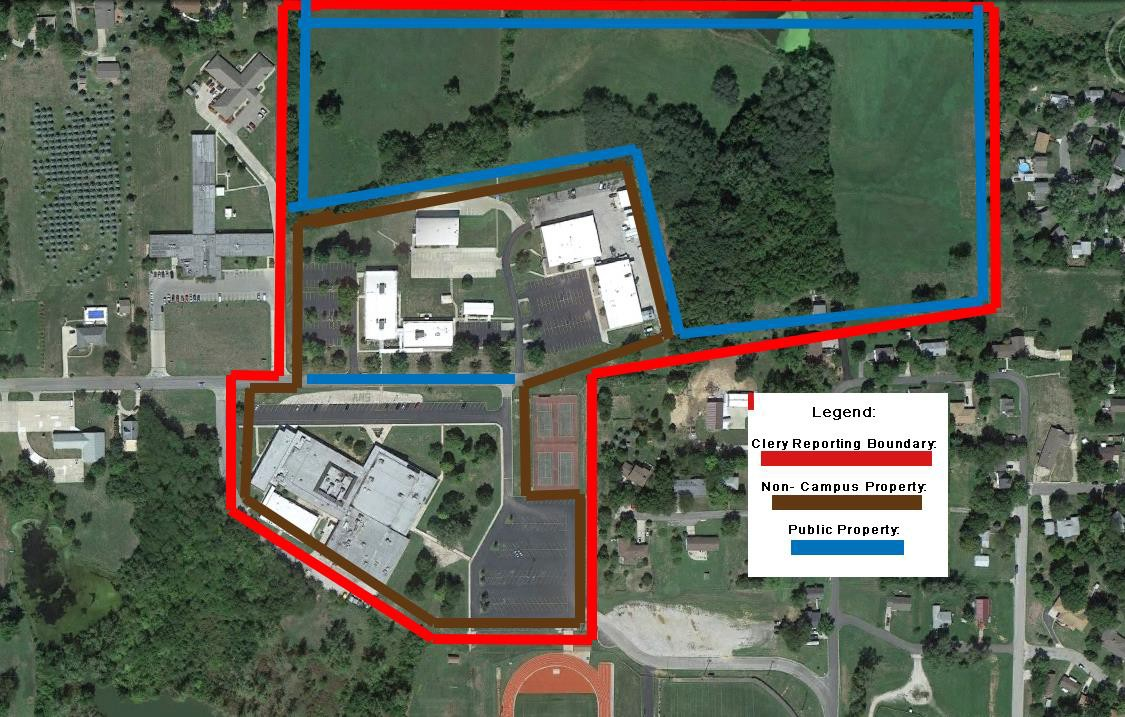 Legend:
Clery Reporting Boundary:
Non- Campus Property:
Public Property: